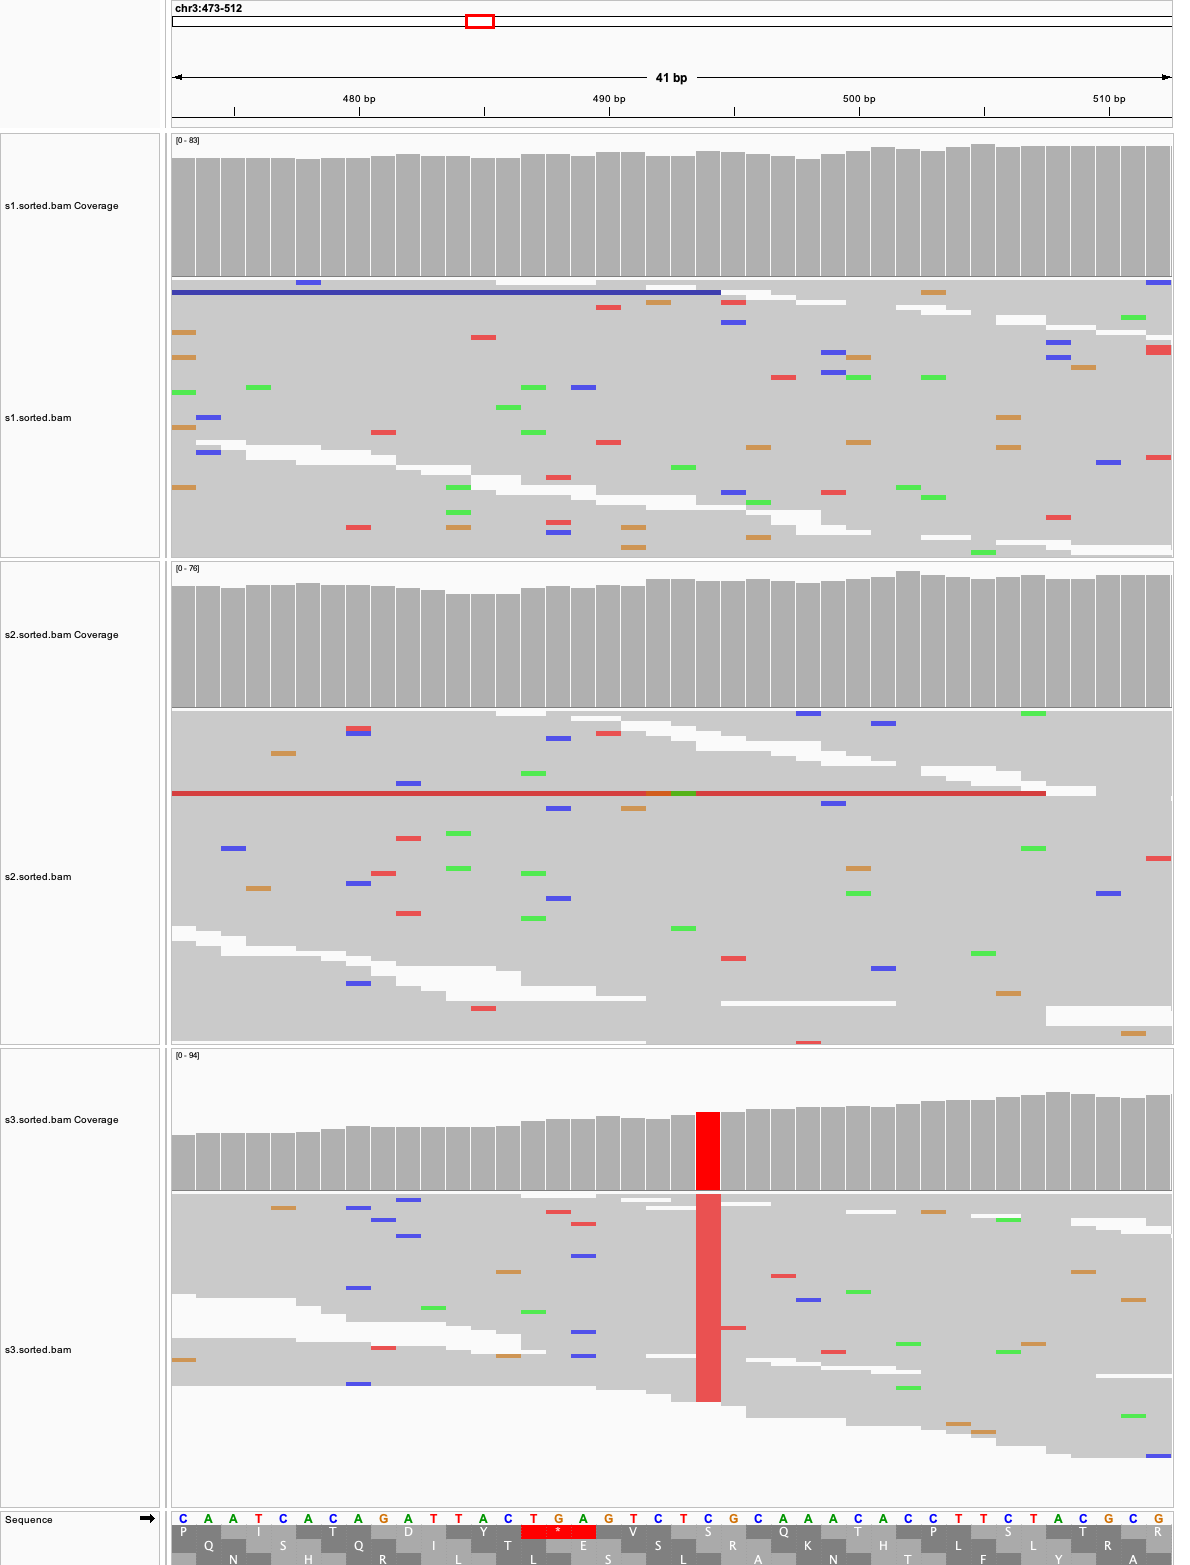 chr3:473-512
41 bp
480 bp 490 bp 500 bp 510 bp
[0 - 83]
s1.sorted.bam Coverage
s1.sorted.bam
[0 - 76]
s2.sorted.bam Coverage
s2.sorted.bam
[0 - 94]
s3.sorted.bam Coverage
s3.sorted.bam
Sequence C A A T C A C A G A T T A C T G A G T C T C G C A A A C A C C T T C T A C G C G
P I T D Y * V S Q T P S T R
Q S Q I T E S R K H L L R
N H R L L S L A N T F Y A